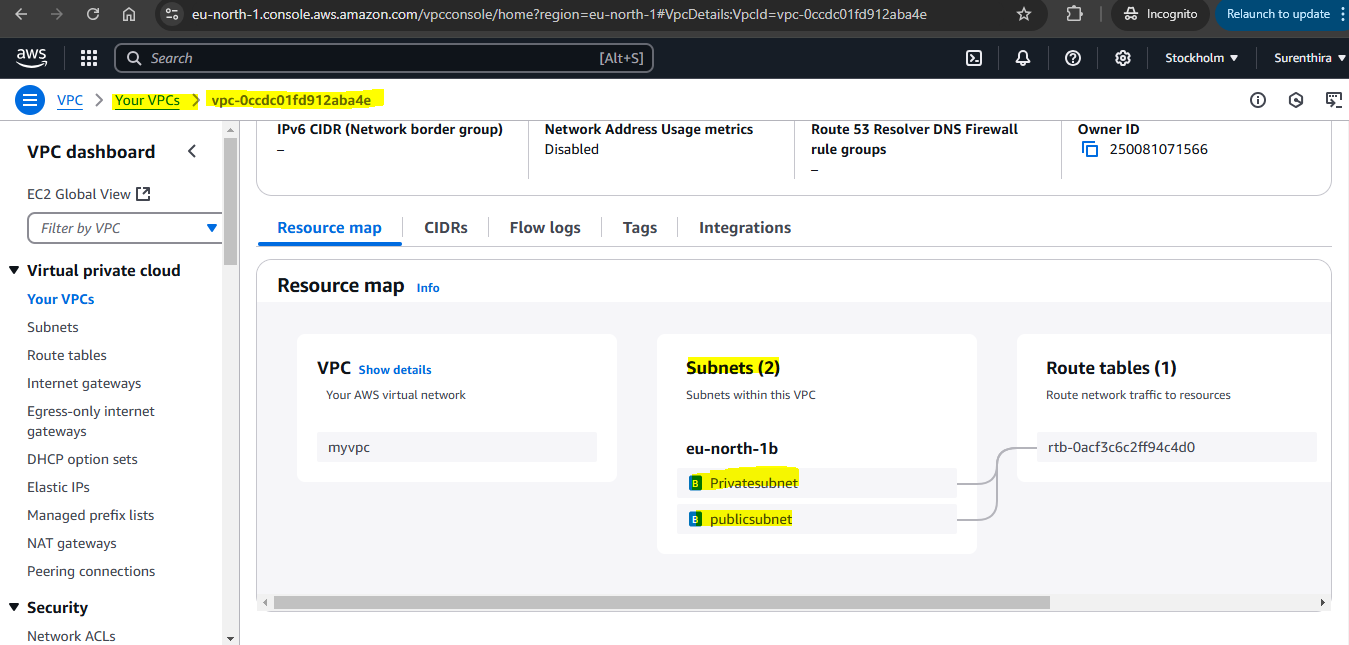 eu-north-1.console.aws.amazon.com/vpcconsole/home?region=eu-north-1#VpcDetails:VpcId=vpc-0ccdc01fd912aba4e
Incognito
Relaunch to update
aws
Search
[Alt+S]
Stockholm
Surenthira
VPC > Your VPCs > vpc-0ccdc01fd912aba4e
VPC dashboard
EC2 Global View
Filter by VPC
Virtual private cloud
Your VPCs
Subnets
Route tables
Internet gateways
Egress-only internet
gateways
DHCP option sets
Elastic IPs
Managed prefix lists
NAT gateways
Peering connections
Security
Network ACLs
IPv6 CIDR (Network border group)
–
Network Address Usage metrics
Disabled
Route 53 Resolver DNS Firewall
rule groups
–
Owner ID
250081071566
Resource map
CIDRs
Flow logs
Tags
Integrations
Resource map Info
VPC Show details
Your AWS virtual network
myvpc
Subnets (2)
Subnets within this VPC
eu-north-1b
B Privatesubnet
B publicsubnet
Route tables (1)
Route network traffic to resources
rtb-0acf3c6c2ff94c4d0